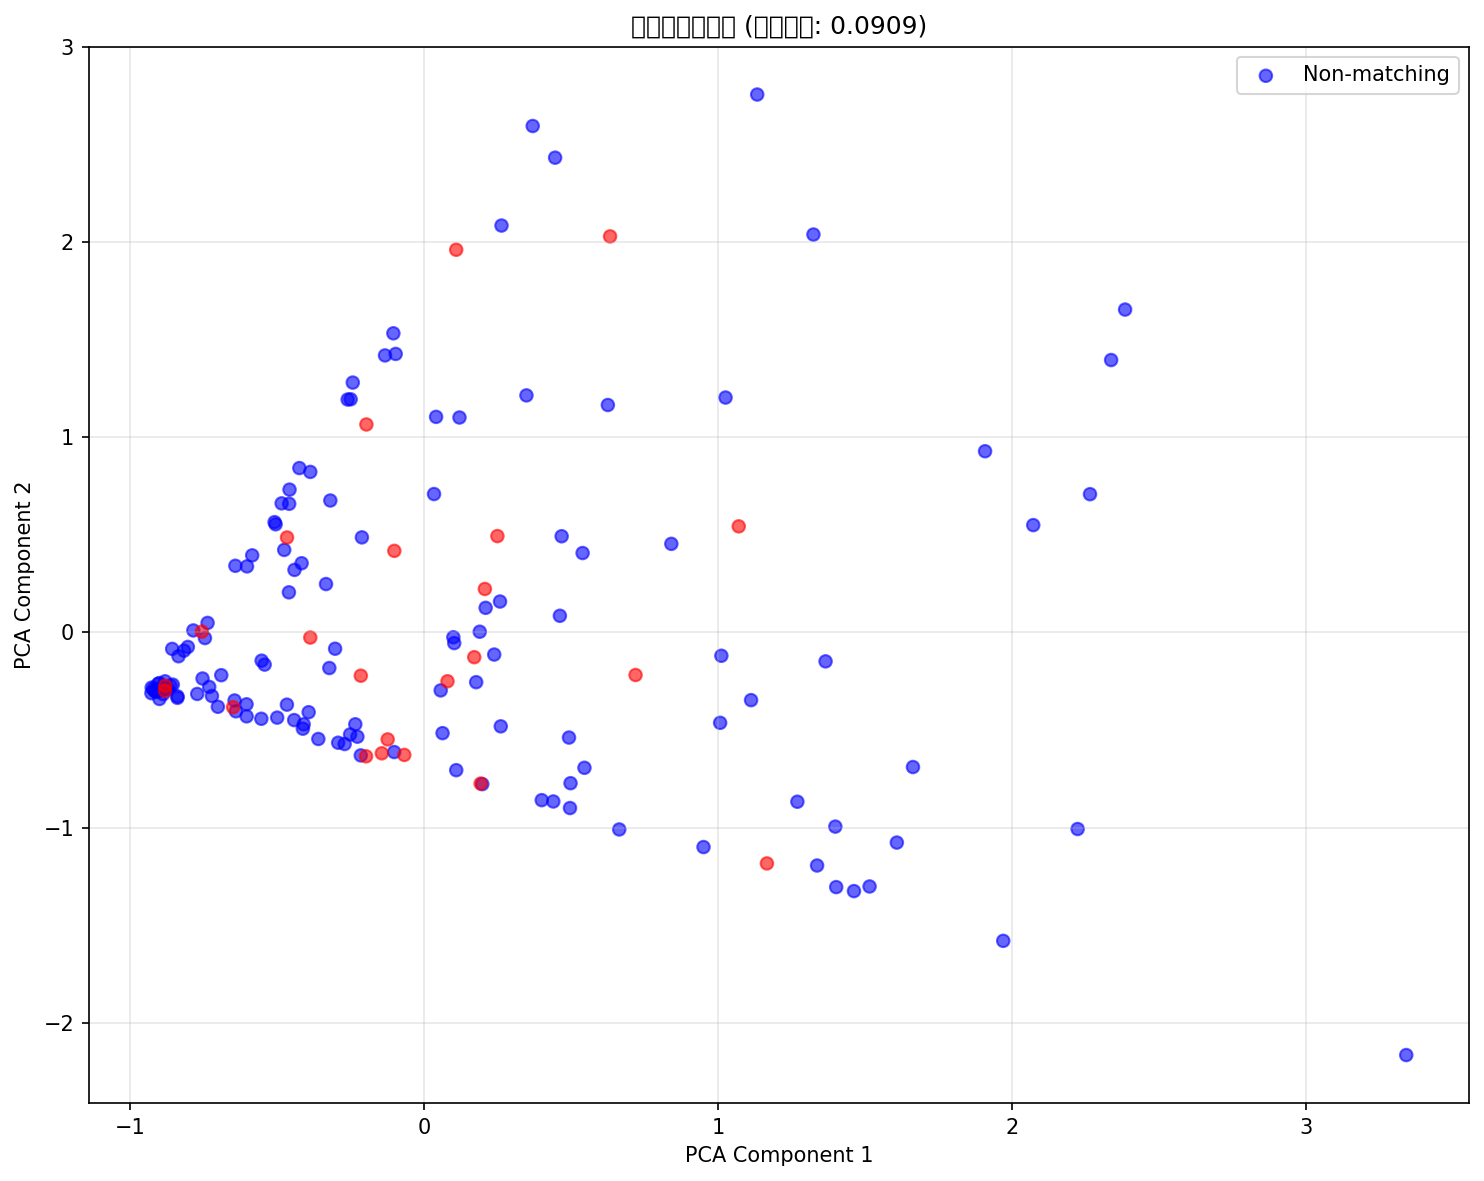 (: 0.0909)
Non-matching
PCA Component 2
3
2
1
0
−1
−2
−1 0 1 2 3
PCA Component 1